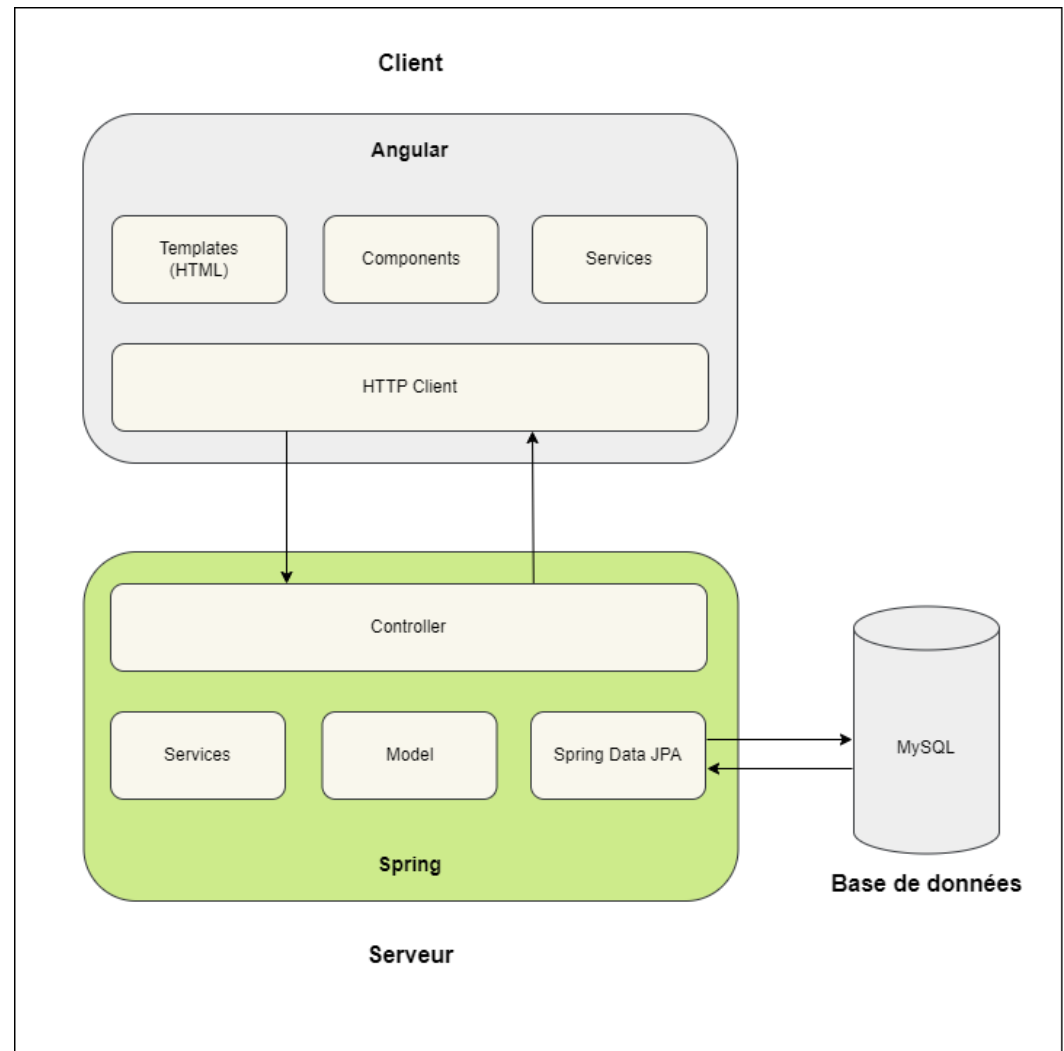 Client
Angular
Templates
(HTML)
Components
Services
HTTP Client
Controller
Services
Model
Spring Data JPA
MySQL
Spring
Base de données
Serveur